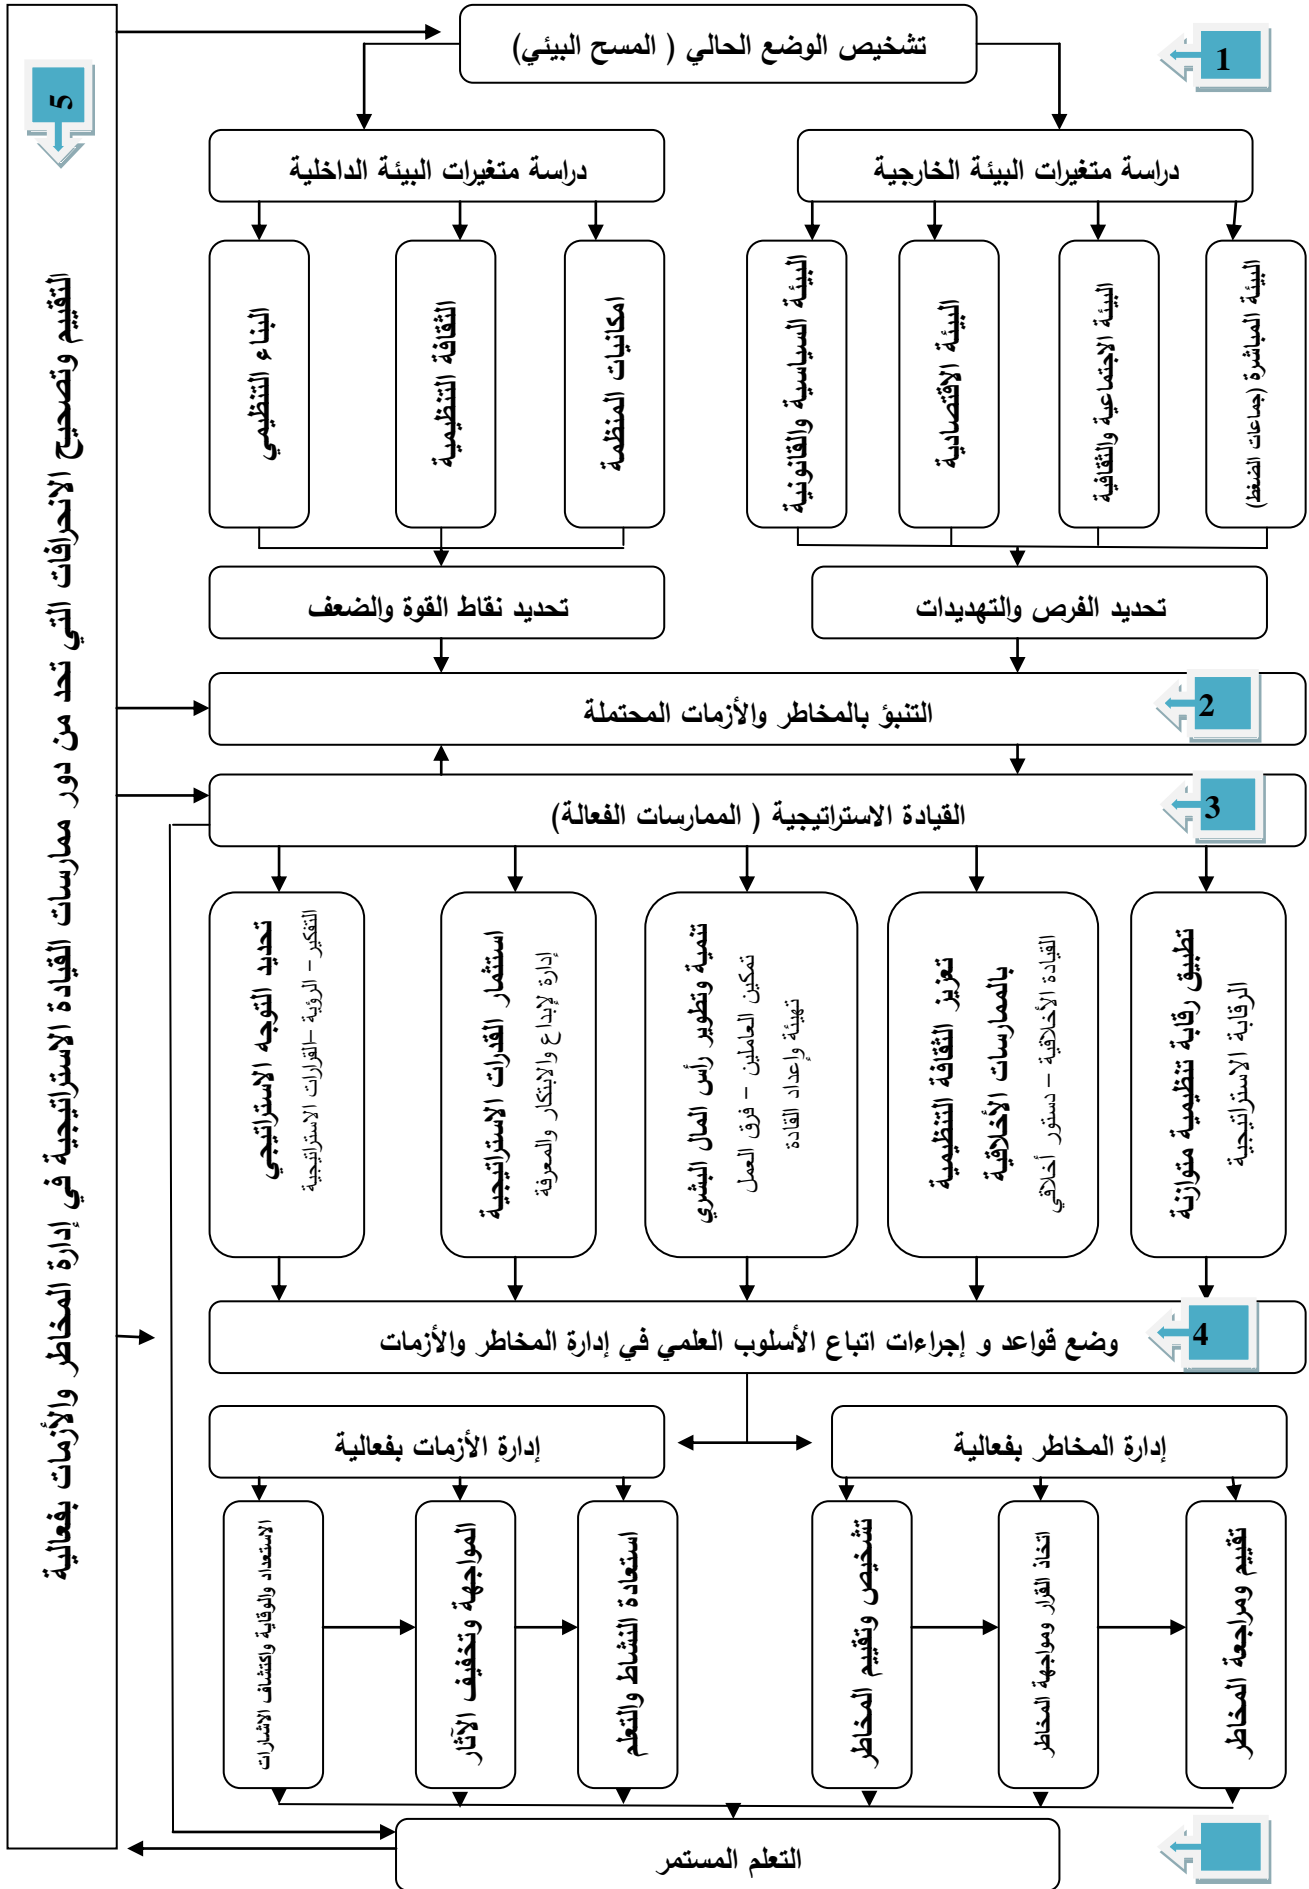 تشخيص الوضع الحالي ( المسح البيئي)
1
5
التقييم وتصحيح الانحرافات التي تحد من دور ممارسات القيادة الاستراتيجية في إدارة المخاطر والأزمات بفعالية
دراسة متغيرات البيئة الخارجية
دراسة متغيرات البيئة الداخلية
البيئة المباشرة (جماعات الضغط)
البيئة الاجتماعية والثقافية
البيئة الاقتصادية
البيئة السياسية والقانونية
امكانيات المنظمة
الثقافة التنظيمية
البناء التنظيمي
تحديد الفرص والتهديدات
تحديد نقاط القوة والضعف
2
التنبؤ بالمخاطر والأزمات المحتملة
3
القيادة الاستراتيجية ( الممارسات الفعالة)
تطبيق رقابة تنظيمية متوازنة
الرقابة الاستراتيجية
تعزيز الثقافة التنظيمية
بالممارسات الأخلاقية
القيادة الأخلاقية – دستور أخلاقي
تنمية وتطوير رأس المال البشري
تمكين العاملين – فرق العمل
تهيئة وإعداد القادة
استثمار القدرات الاستراتيجية
إدارة لإبداع والابتكار والمعرفة
تحديد التوجه الاستراتيجي
التفكير – الرؤية –القرارات الاستراتيجية
4
وضع قواعد و إجراءات اتباع الأسلوب العلمي في إدارة المخاطر والأزمات
إدارة المخاطر بفعالية
إدارة الأزمات بفعالية
تقييم ومراجعة المخاطر
اتخاذ القرار ومواجهة المخاطر
تشخيص وتقييم المخاطر
استعادة النشاط والتعلم
المواجهة وتخفيف الآثار
الاستعداد والوقاية واكتشاف الاشارات
التعلم المستمر